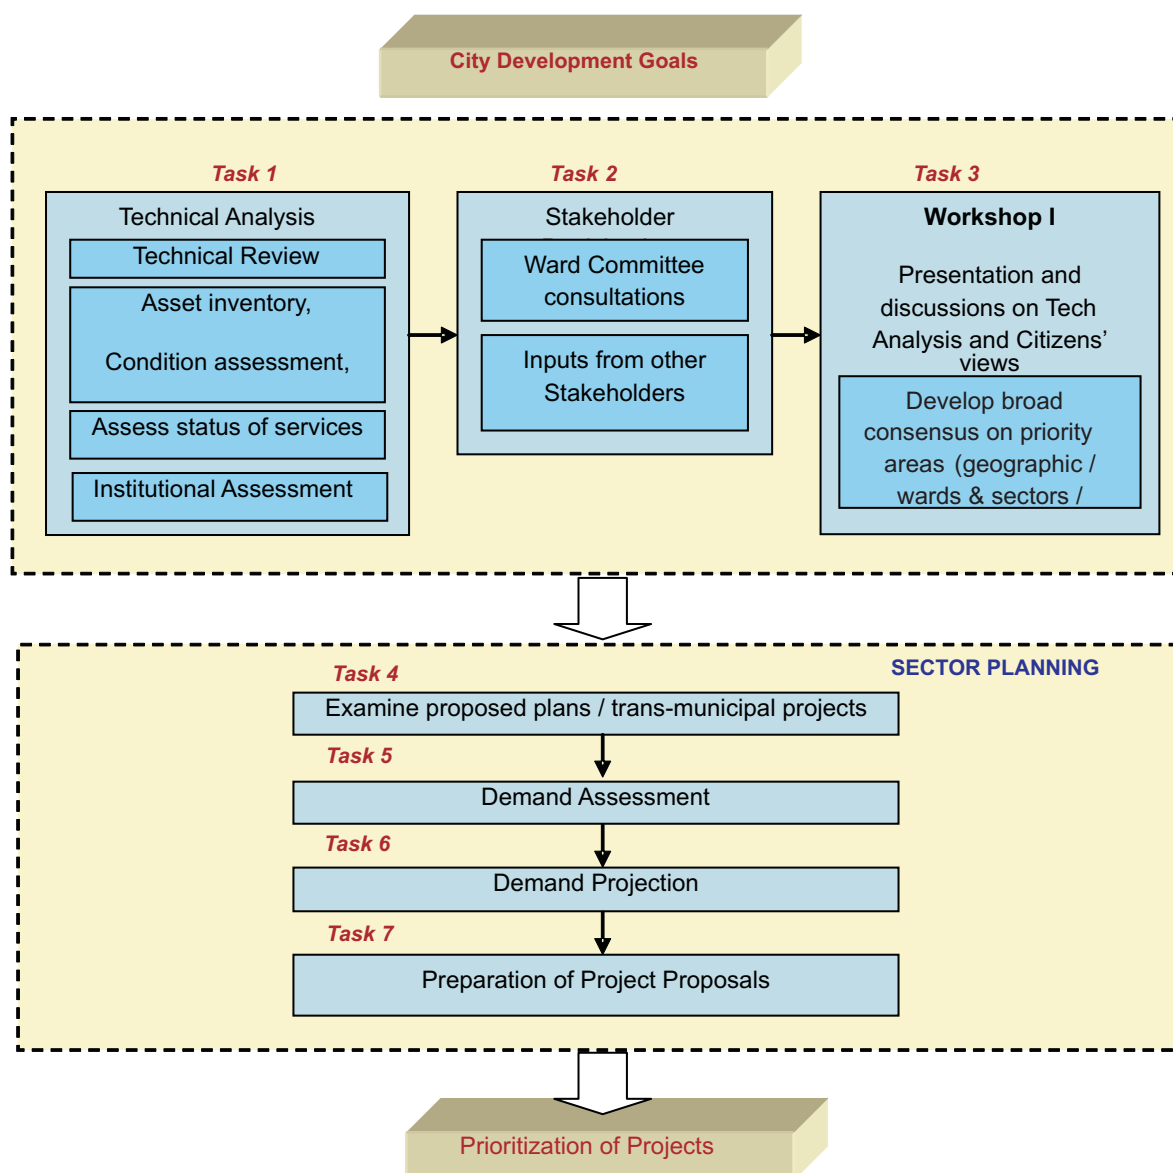 City Development Goals
Task 1
Technical Analysis
Technical Review
Asset inventory,
Condition assessment,
Assess status of services
Institutional Assessment
Task 2
Stakeholder
Ward Committee
consultations
Inputs from other
Stakeholders
Task 3
Workshop I
Presentation and
discussions on Tech
Analysis and Citizens’
views
Develop broad
consensus on priority
areas (geographic /
wards & sectors /
SECTOR PLANNING
Task 4
Examine proposed plans / trans-municipal projects
Task 5
Demand Assessment
Task 6
Demand Projection
Task 7
Preparation of Project Proposals
Prioritization of Projects